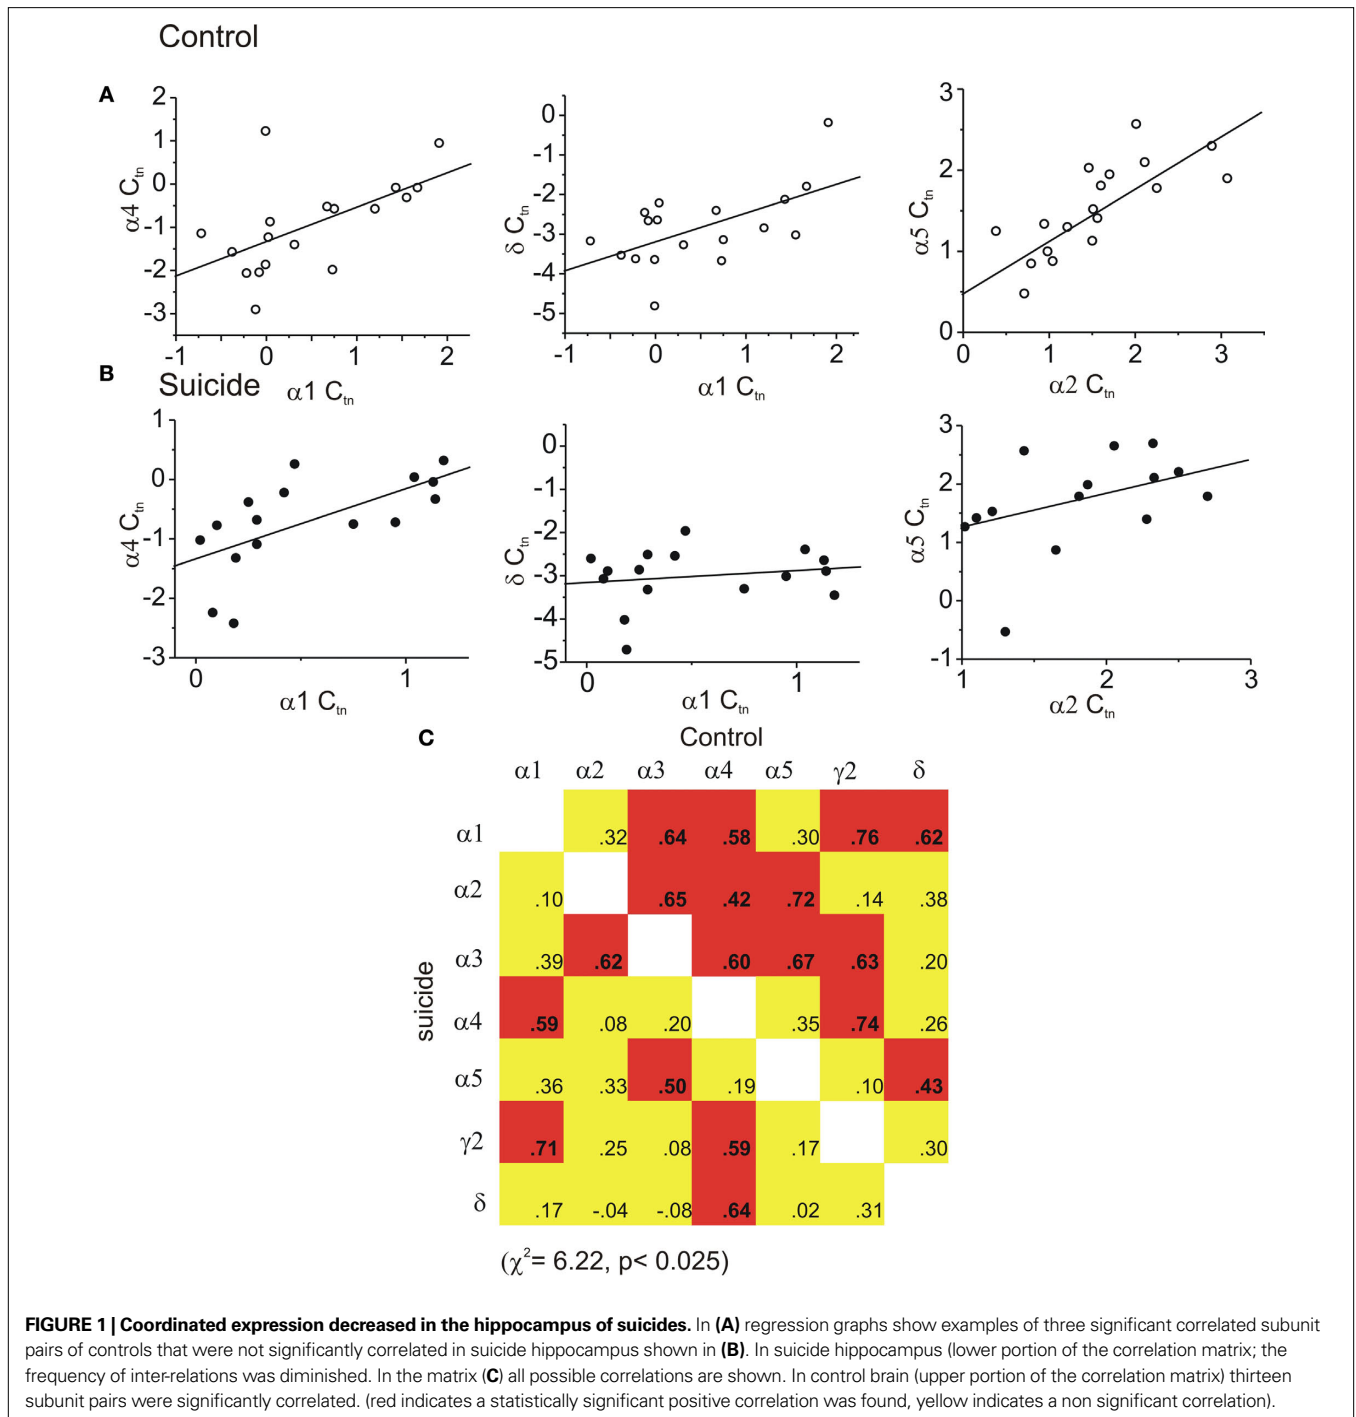 Control
A
2
1
0
-1
-2
-3
α4 Ctn
-1 0 1 2
α1 Ctn
0
-1
-2
-3
-4
-5
δ Ctn
-1 0 1 2
α1 Ctn
3
2
1
0
α5 Ctn
0 1 2 3
α2 Ctn
B
Suicide
1
0
-1
-2
-3
α4 Ctn
0 1
α1 Ctn
0
-1
-2
-3
-4
-5
δ Ctn
0 1
α1 Ctn
3
2
1
0
-1
α5 Ctn
1 2 3
α2 Ctn
C
Control
α1 α2 α3 α4 α5 γ2 δ
suicide
α1 .32 .64 .58 .30 .76 .62
α2 .10 .65 .42 .72 .14 .38
α3 .39 .62 .60 .67 .63 .20
α4 .59 .08 .20 .35 .74 .26
α5 .36 .33 .50 .19 .10 .43
γ2 .71 .25 .08 .59 .17 .30
δ .17 -.04 -.08 .64 .02 .31
(χ²= 6.22, p< 0.025)
FIGURE 1 | Coordinated expression decreased in the hippocampus of suicides. In (A) regression graphs show examples of three significant correlated subunit
pairs of controls that were not significantly correlated in suicide hippocampus shown in (B). In suicide hippocampus (lower portion of the correlation matrix; the
frequency of inter-relations was diminished. In the matrix (C) all possible correlations are shown. In control brain (upper portion of the correlation matrix) thirteen
subunit pairs were significantly correlated. (red indicates a statistically significant positive correlation was found, yellow indicates a non significant correlation).